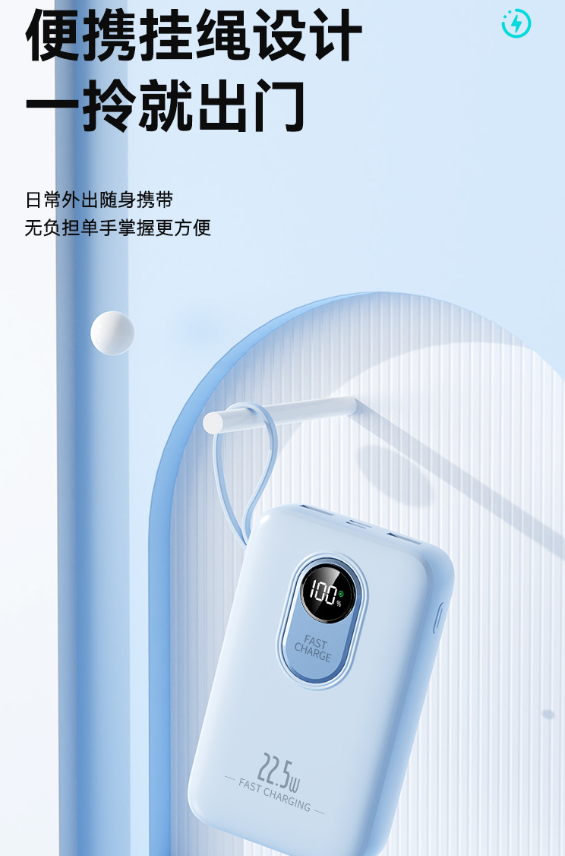 便携挂绳设计
一拎就出门
日常外出随身携带
无负担单手掌握更方便
100%
FAST
CHARGE
22.5W
FAST CHARGING